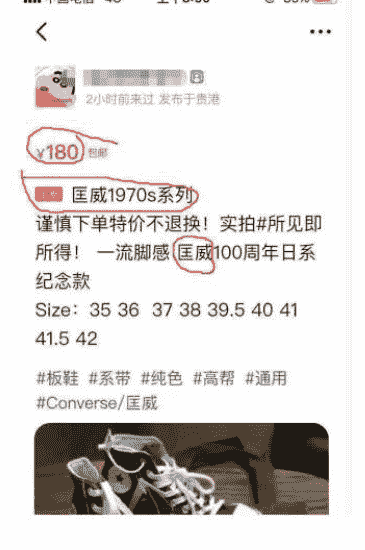 2小时前来过 发布于贵港
¥180 包邮
匡威1970s系列
谨慎下单特价不退换！实拍#所见即
所得！ 一流脚感 匡威100周年日系
纪念款
Size：35 36 37 38 39.5 40 41
41.5 42
#板鞋 #系带 #纯色 #高帮 #通用
#Converse/匡威